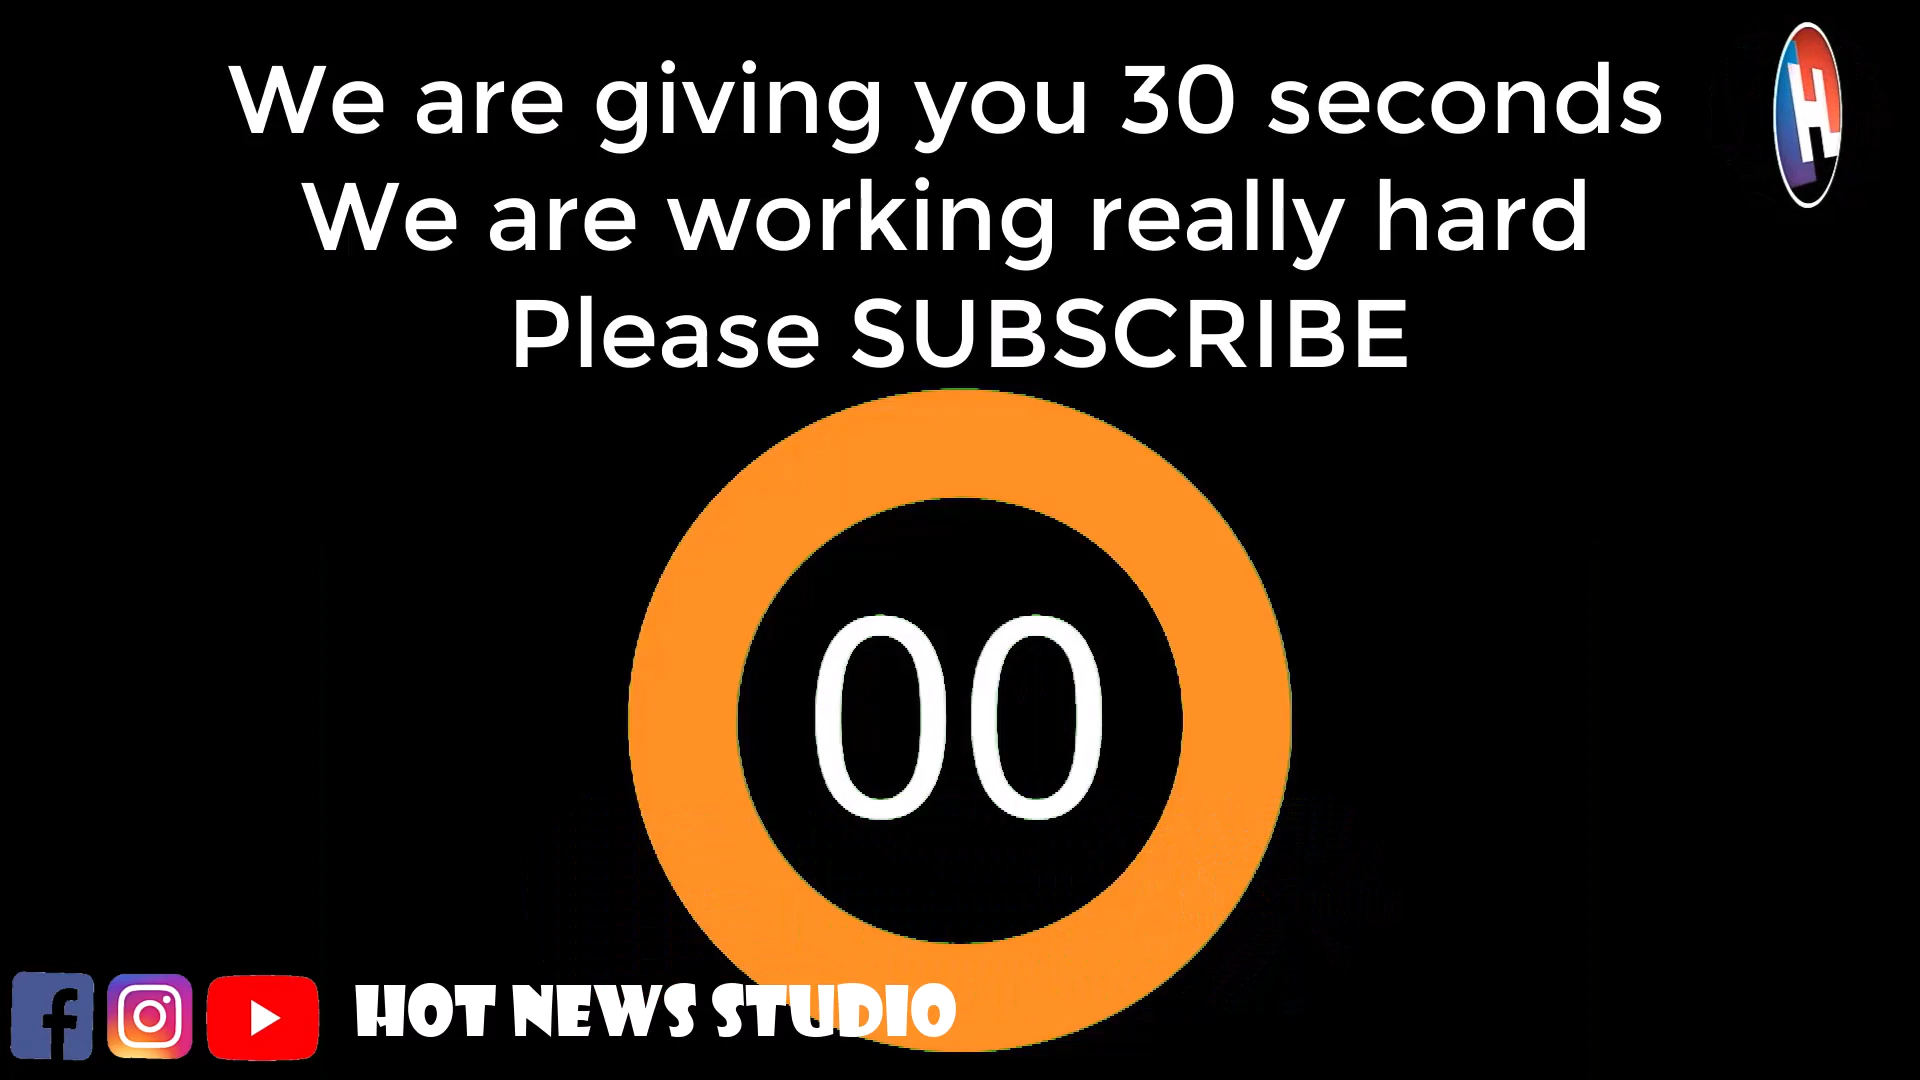 We are giving you 30 seconds
We are working really hard
Please SUBSCRIBE
H
00
HOT NEWS STUDIO